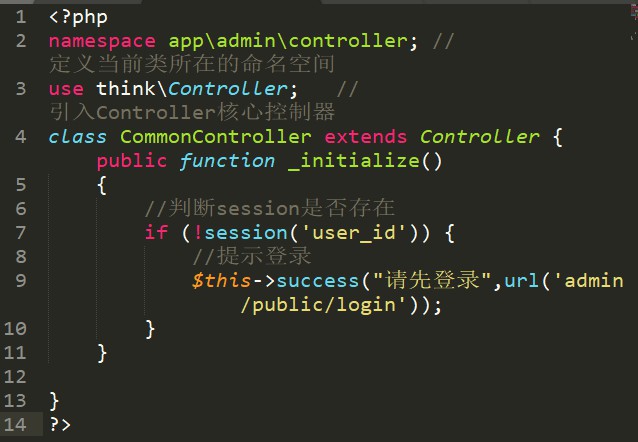 1 <?php
2 namespace app\admin\controller; //
定义当前类所在的命名空间
3 use think\Controller; //
引入Controller核心控制器
4 class CommonController extends Controller {
public function _initialize()
5 {
6 //判断session是否存在
7 if (!session('user_id')) {
8 //提示登录
9 $this->success("请先登录",url('admin
/public/login'));
10 }
11 }
12
13 }
14 ?>